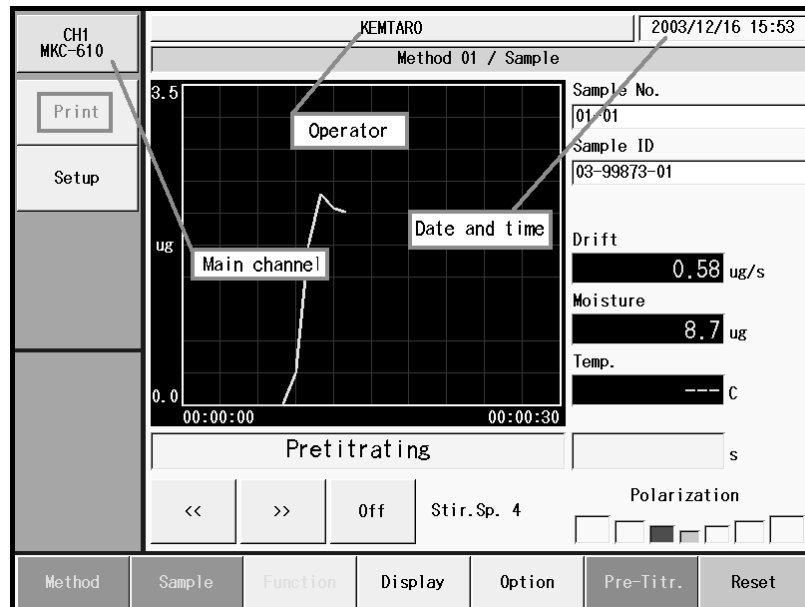 CH1
MKC-610
KEMTARO
2003/12/16 15:53
Method 01 / Sample
Print
Setup
3.5
ug
0.0
00:00:00
00:00:30
Operator
Date and time
Main channel
Sample No.
01-01
Sample ID
03-99873-01
Drift
0.58 ug/s
Moisture
8.7 ug
Temp.
--- C
Pretitrating
s
<< >> Off Stir.Sp. 4
Polarization
Method Sample Function Display Option Pre-Titr. Reset